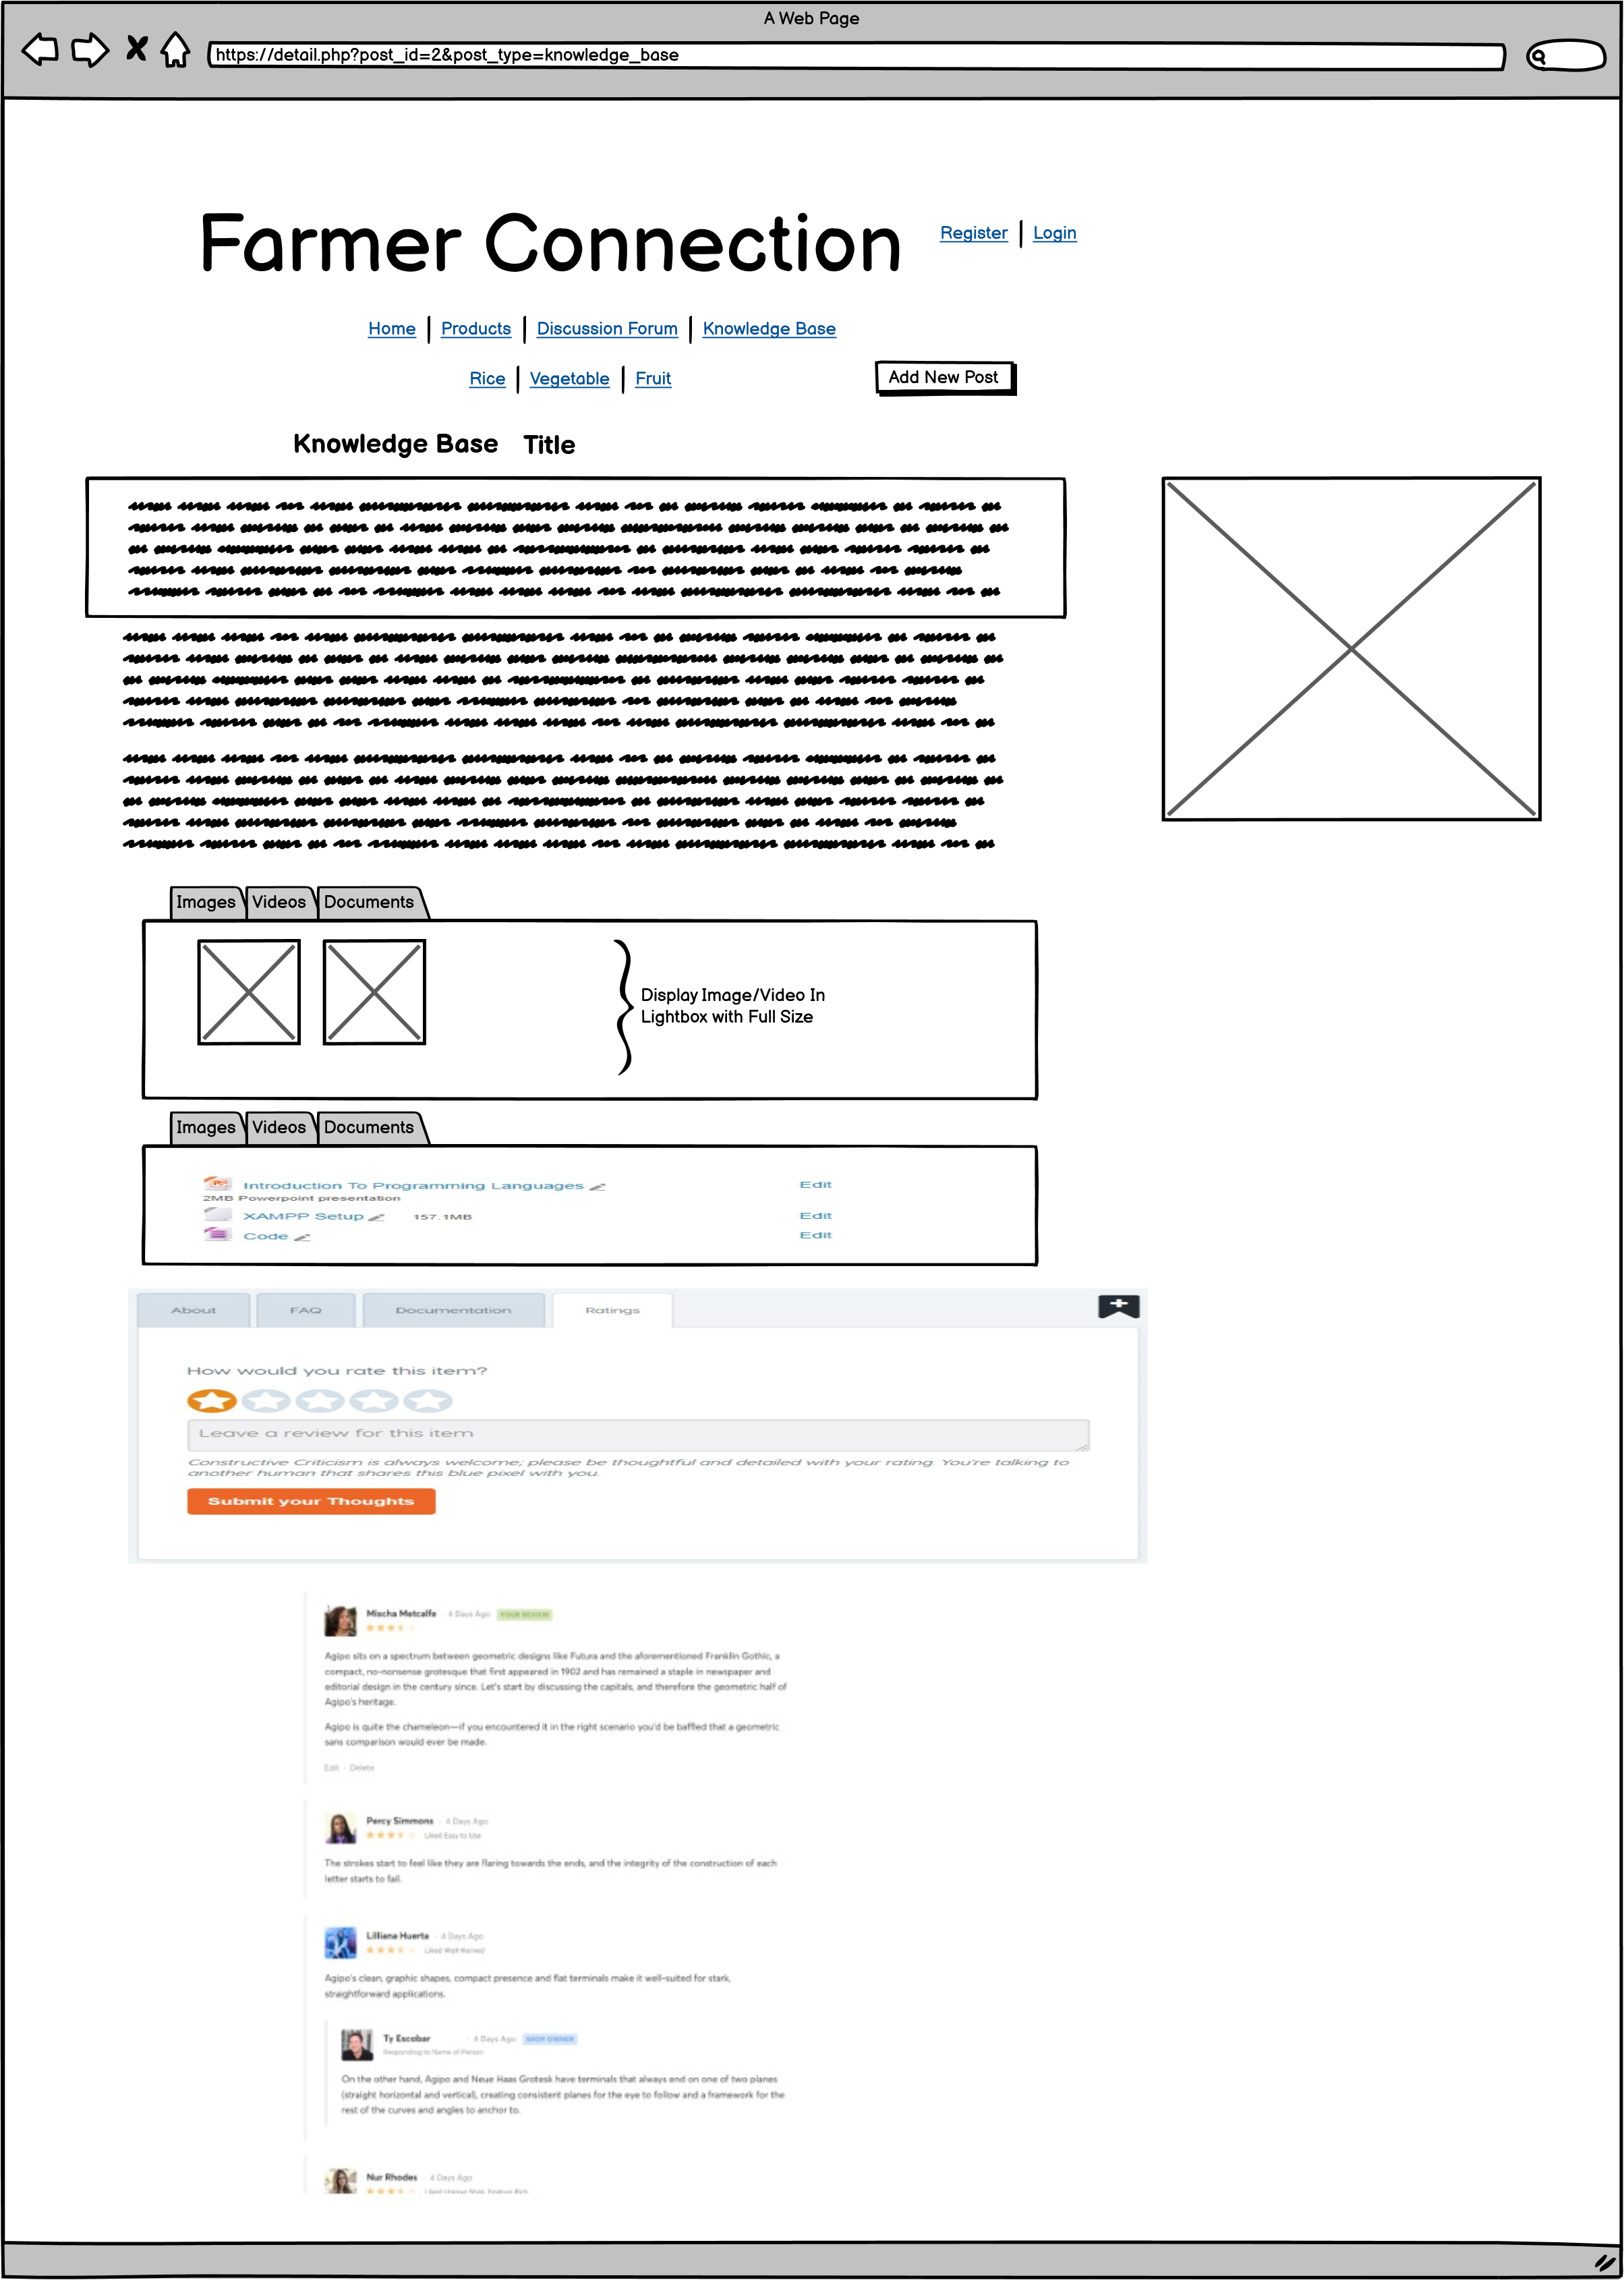 A Web Page
https://detail.php?post_id=2&post_type=knowledge_base
Farmer Connection
Register | Login
Home | Products | Discussion Forum | Knowledge Base
Rice | Vegetable | Fruit
Add New Post
Knowledge Base Title
Images Videos Documents
Display Image/Video In
Lightbox with Full Size
Images Videos Documents
Introduction To Programming Languages Edit
2MB Powerpoint presentation
XAMPP Setup 157.1MB Edit
Code Edit
About FAQ Documentation Ratings
How would you rate this item?
Leave a review for this item
Constructive Criticism is always welcome; please be thoughtful and detailed with your rating. You're talking to
another human that shares this blue pixel with you.
Submit your Thoughts
Mischa Metcalfe · 4 Days Ago YOUR REVIEW
Agipo sits on a spectrum between geometric designs like Futura and the aforementioned Franklin Gothic, a
compact, no-nonsense grotesque that first appeared in 1902 and has remained a staple in newspaper and
editorial design in the century since. Let's start by discussing the capitals, and therefore the geometric half of
Agipo's heritage.
Agipo is quite the chameleon—if you encountered it in the right scenario you'd be baffled that a geometric
sans comparison would ever be made.
Edit · Delete
Percy Simmons · 4 Days Ago
Liked Easy to Use
The strokes start to feel like they are flaring towards the ends, and the integrity of the construction of each
letter starts to fail.
Lilliana Huerta · 4 Days Ago
Liked Well-Kerned
Agipo's clean, graphic shapes, compact presence and flat terminals make it well-suited for stark,
straightforward applications.
Ty Escobar · 4 Days Ago SHOP OWNER
Responding to Name of Person
On the other hand, Agipo and Neue Haas Grotesk have terminals that always end on one of two planes
(straight horizontal and vertical), creating consistent planes for the eye to follow and a framework for the
rest of the curves and angles to anchor to.
Nur Rhodes · 4 Days Ago
Liked Unique Style, Feature Rich